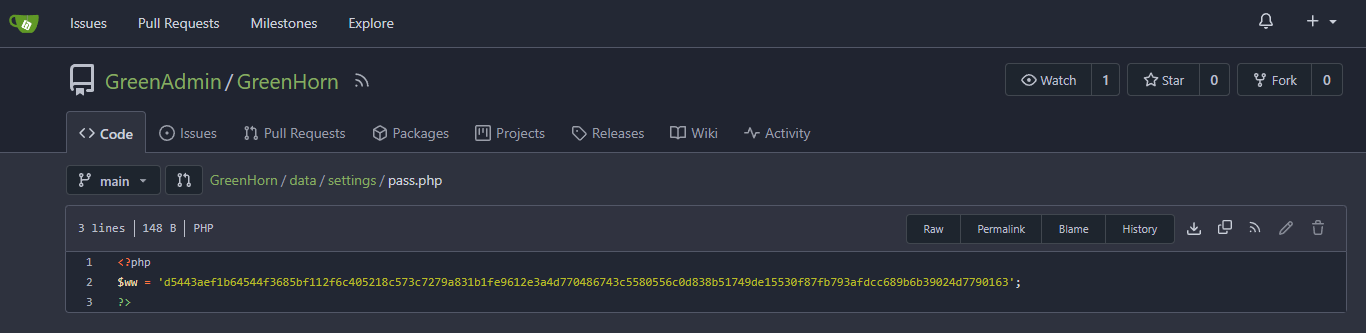 Issues Pull Requests Milestones Explore
GreenAdmin / GreenHorn
Watch 1 Star 0 Fork 0
Code Issues Pull Requests Packages Projects Releases Wiki Activity
main GreenHorn / data / settings / pass.php
3 lines 148 B PHP Raw Permalink Blame History
1 <?php
2 $ww = 'd5443aef1b64544f3685bf112f6c405218c573c7279a831b1fe9612e3a4d770486743c5580556c0d838b51749de15530f87fb793afdcc689b6b39024d7790163';
3 ?>